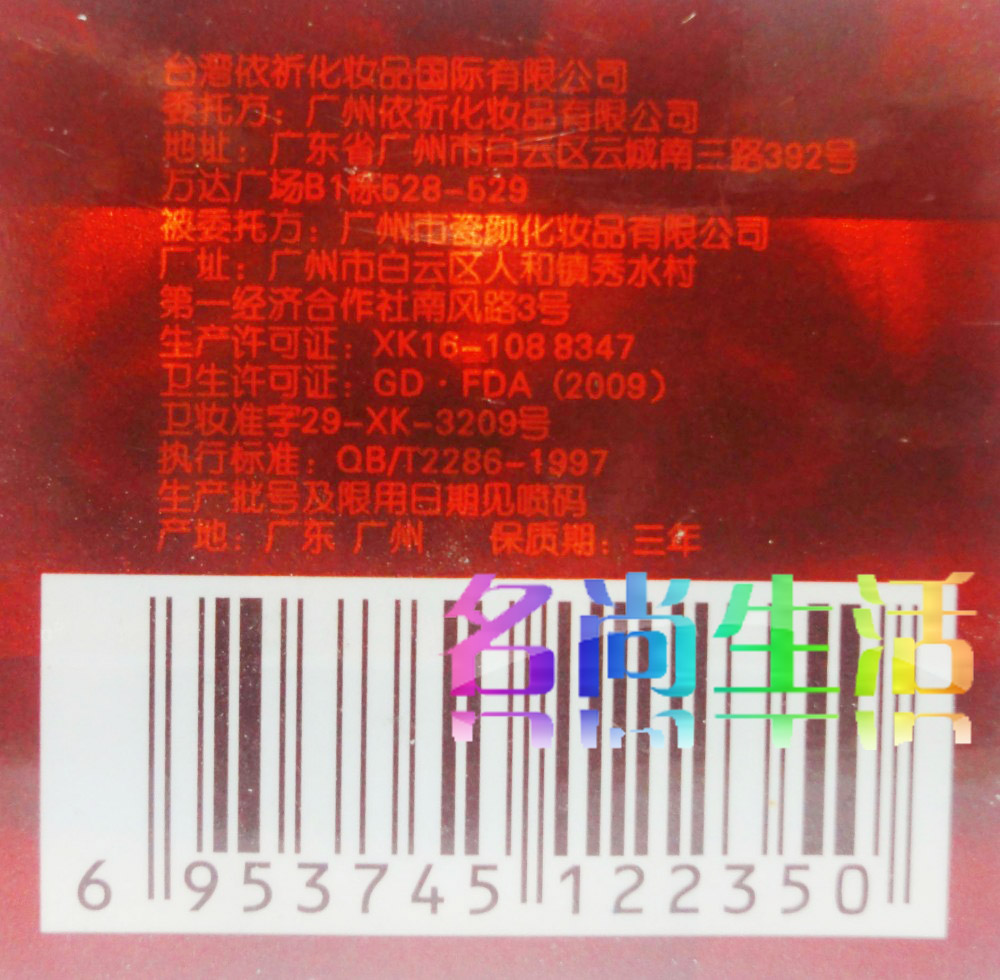 台湾依祈化妆品国际有限公司
委托方：广州依祈化妆品有限公司
地址：广东省广州市白云区云城南三路392号
万达广场B1栋528-529
被委托方：广州市瓷颜化妆品有限公司
厂址：广州市白云区人和镇秀水村
第一经济合作社南风路3号
生产许可证：XK16-108 8347
卫生许可证：GD·FDA（2009）
卫妆准字29-XK-3209号
执行标准：QB/T2286-1997
生产批号及限用日期见喷码
产地：广东 广州 保质期：三年
名尚生活
6 953745 122350